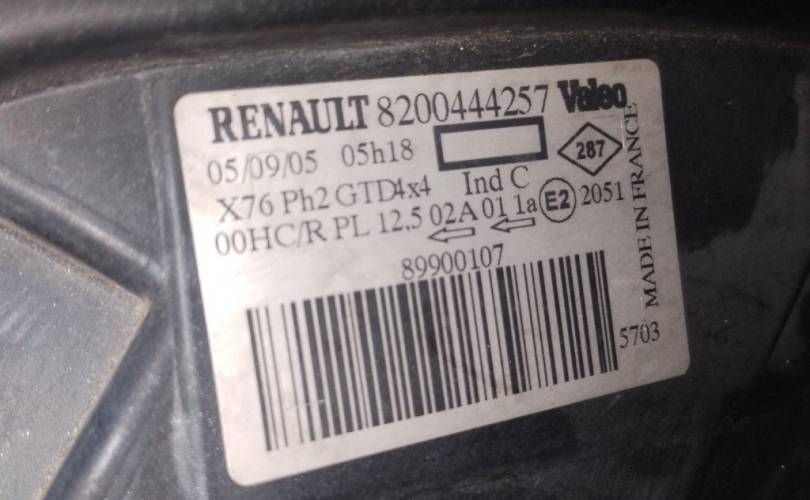 RENAULT 8200444257 Valeo
05/09/05 05h18 287
X76 Ph2 GTD4x4 Ind C
00HC/R PL 12,5 02A 01 1a E2 2051
89900107
5703
MADE IN FRANCE